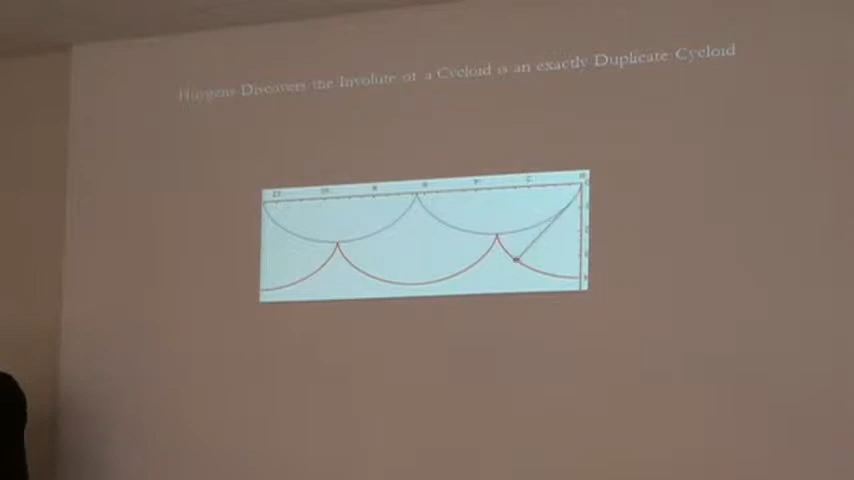 Huygens Discovers the Involute of a Cycloid is an exactly Duplicate Cycloid